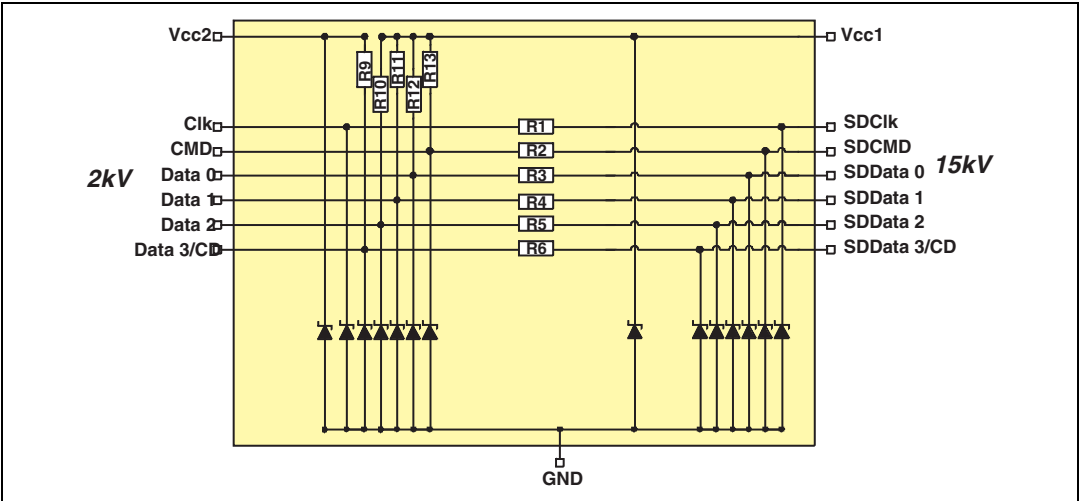 Vcc2
Vcc1
R9
R10
R11
R12
R13
Clk
R1
SDClk
CMD
R2
SDCMD
2kV
Data 0
R3
SDData 0
15kV
Data 1
R4
SDData 1
Data 2
R5
SDData 2
Data 3/CD
R6
SDData 3/CD
GND